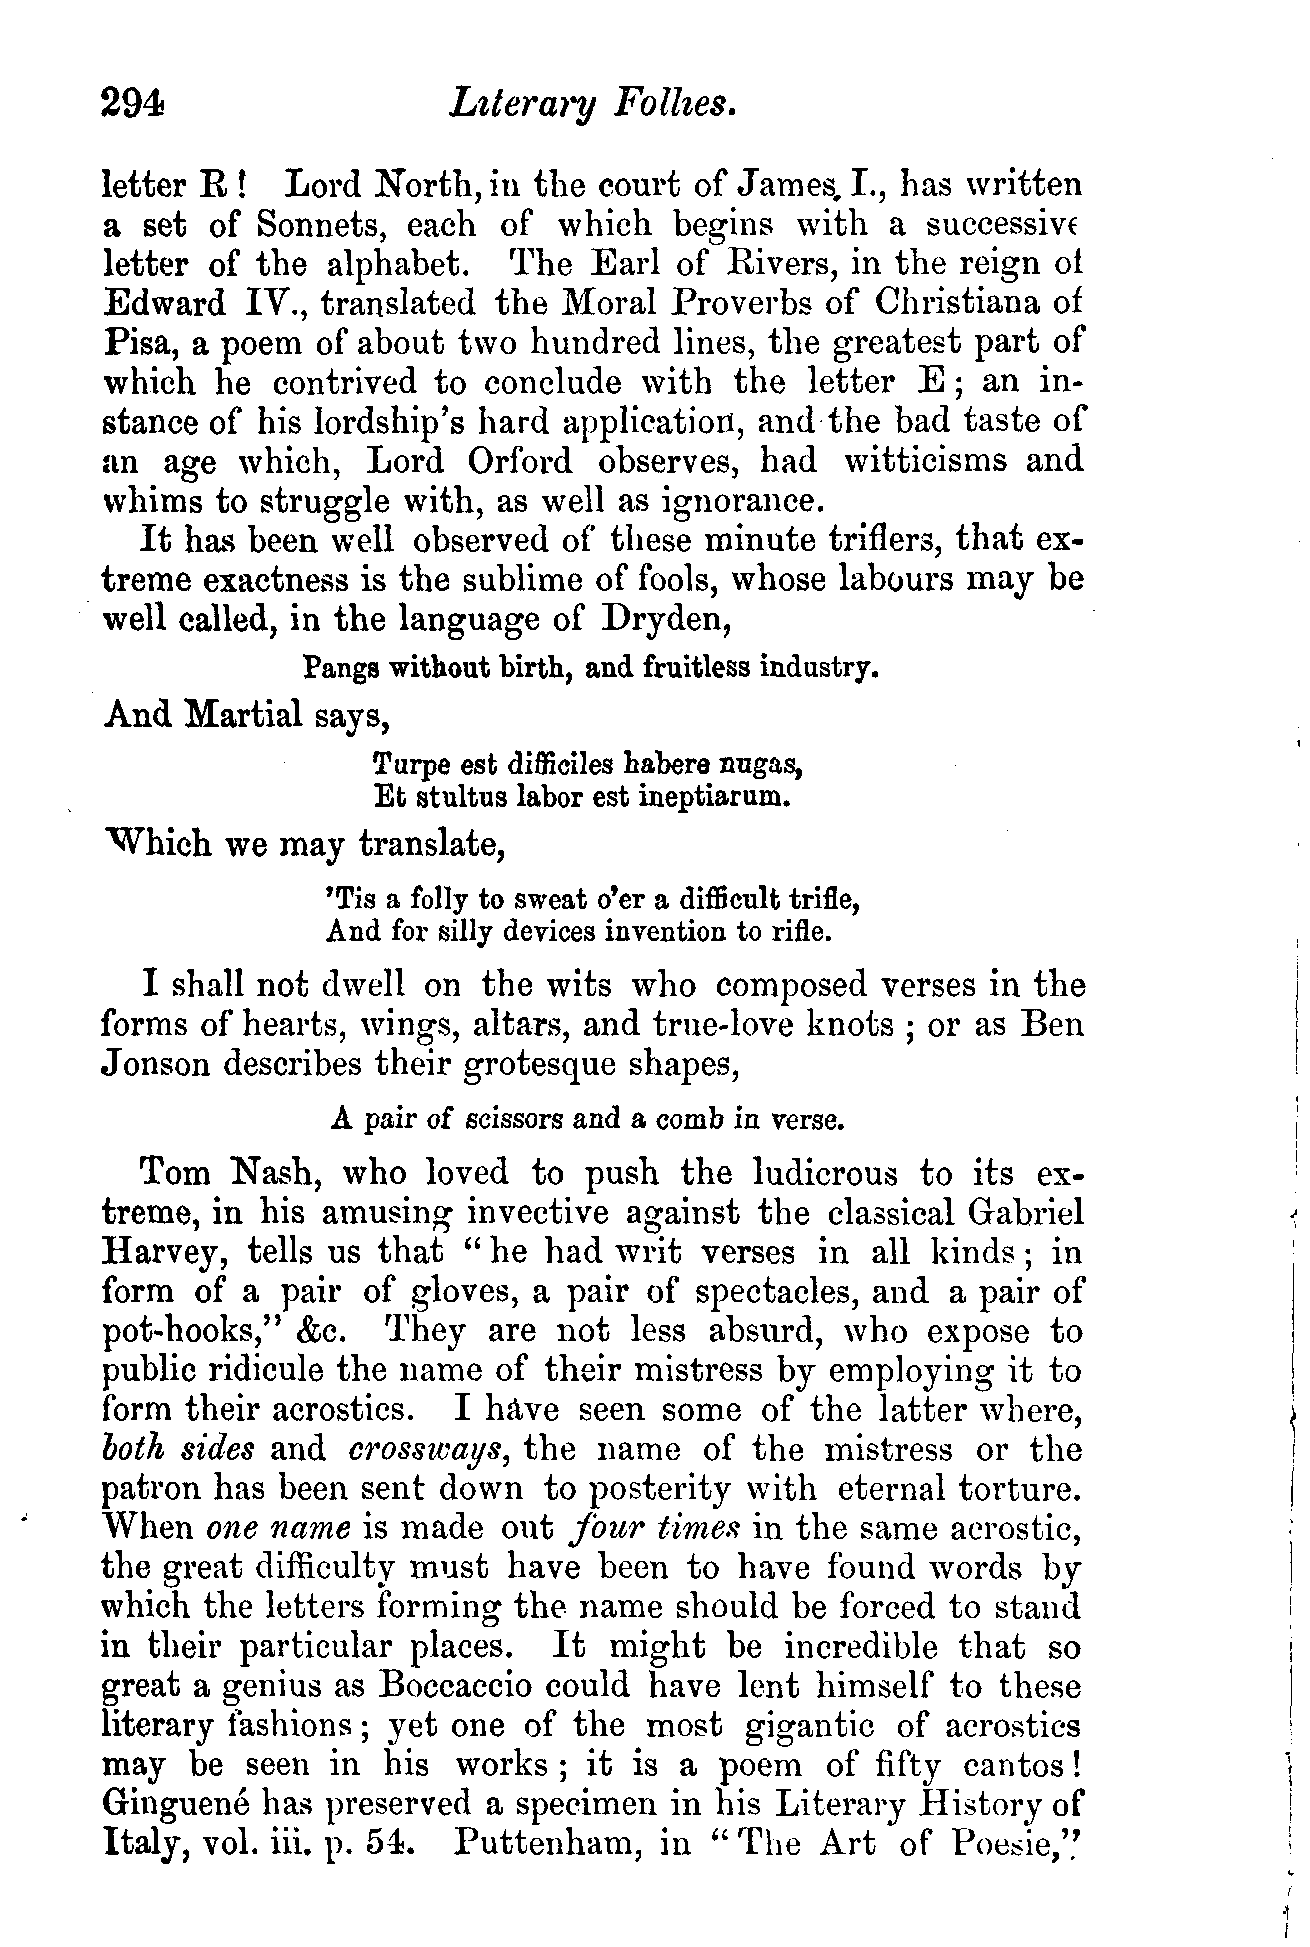 294 Literary Follies.
letter R! Lord North, in the court of James I., has written
a set of Sonnets, each of which begins with a successive
letter of the alphabet. The Earl of Rivers, in the reign of
Edward IV., translated the Moral Proverbs of Christiana of
Pisa, a poem of about two hundred lines, the greatest part of
which he contrived to conclude with the letter E; an in-
stance of his lordship's hard application, and the bad taste of
an age which, Lord Orford observes, had witticisms and
whims to struggle with, as well as ignorance.
It has been well observed of these minute triflers, that ex-
treme exactness is the sublime of fools, whose labours may be
well called, in the language of Dryden,
Pangs without birth, and fruitless industry.
And Martial says,
Turpe est difficiles habere nugas,
Et stultus labor est ineptiarum.
Which we may translate,
'Tis a folly to sweat o'er a difficult trifle,
And for silly devices invention to rifle.
I shall not dwell on the wits who composed verses in the
forms of hearts, wings, altars, and true-love knots; or as Ben
Jonson describes their grotesque shapes,
A pair of scissors and a comb in verse.
Tom Nash, who loved to push the ludicrous to its ex-
treme, in his amusing invective against the classical Gabriel
Harvey, tells us that "he had writ verses in all kinds; in
form of a pair of gloves, a pair of spectacles, and a pair of
pot-hooks," &c. They are not less absurd, who expose to
public ridicule the name of their mistress by employing it to
form their acrostics. I have seen some of the latter where,
both sides and crossways, the name of the mistress or the
patron has been sent down to posterity with eternal torture.
When one name is made out four times in the same acrostic,
the great difficulty must have been to have found words by
which the letters forming the name should be forced to stand
in their particular places. It might be incredible that so
great a genius as Boccaccio could have lent himself to these
literary fashions; yet one of the most gigantic of acrostics
may be seen in his works; it is a poem of fifty cantos!
Ginguené has preserved a specimen in his Literary History of
Italy, vol. iii. p. 54. Puttenham, in "The Art of Poesie,"